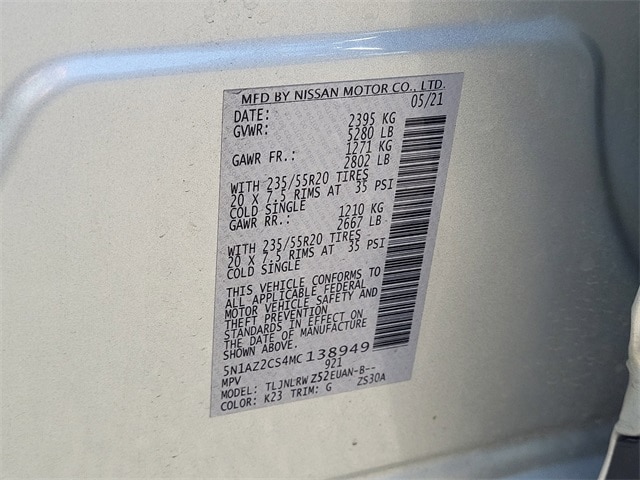 MFD BY NISSAN MOTOR CO., LTD.
DATE: 05/21
GVWR: 2395 KG
5280 LB
GAWR FR.: 1271 KG
2802 LB
WITH 235/55R20 TIRES
20 X 7.5 RIMS AT 35 PSI
COLD SINGLE
GAWR RR.: 1210 KG
2667 LB
WITH 235/55R20 TIRES
20 X 7.5 RIMS AT 35 PSI
COLD SINGLE
THIS VEHICLE CONFORMS TO
ALL APPLICABLE FEDERAL
MOTOR VEHICLE SAFETY AND
THEFT PREVENTION
STANDARDS IN EFFECT ON
THE DATE OF MANUFACTURE
SHOWN ABOVE.
5N1AZ2CS4MC138949
MPV 921
MODEL: TLJNLRWZ52EUAN-B--
COLOR: K23 TRIM: G ZS30A